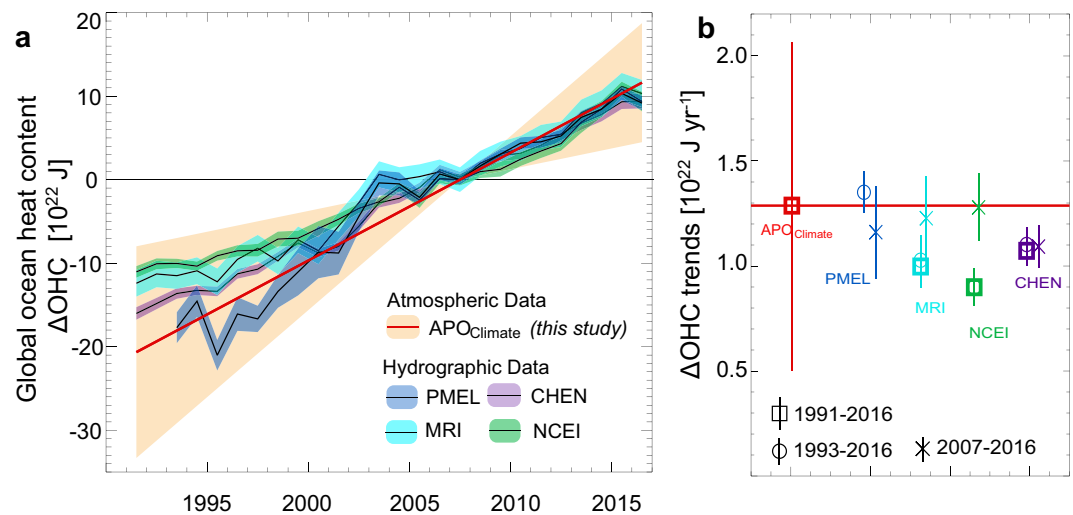 a
Global ocean heat content
ΔOHC [10²² J]
20
10
0
-10
-20
-30
1995
2000
2005
2010
2015
Atmospheric Data
APO_Climate (this study)
Hydrographic Data
PMEL
CHEN
MRI
NCEI
b
ΔOHC trends [10²² J yr⁻¹]
2.0
1.5
1.0
0.5
APO_Climate
PMEL
MRI
NCEI
CHEN
1991-2016
1993-2016
2007-2016